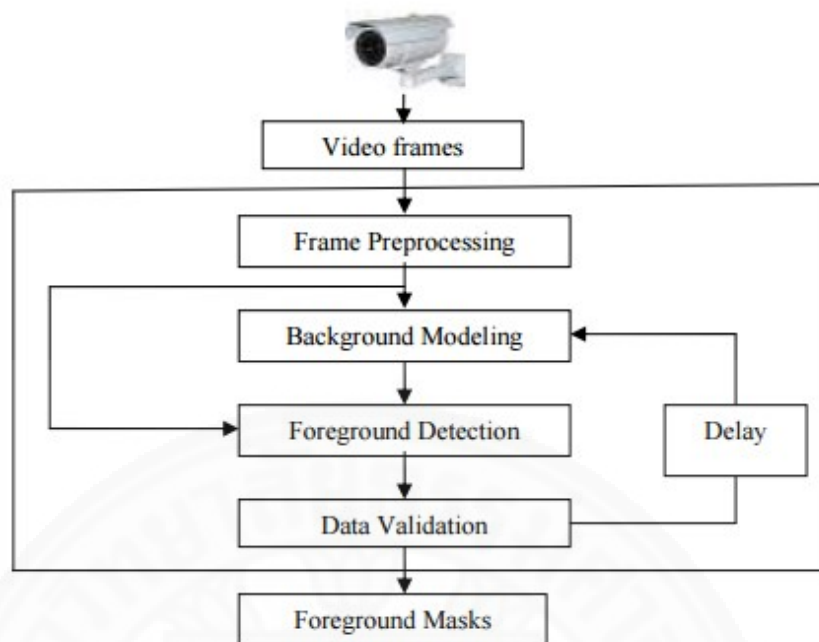 Video frames
Frame Preprocessing
Background Modeling
Foreground Detection
Delay
Data Validation
Foreground Masks